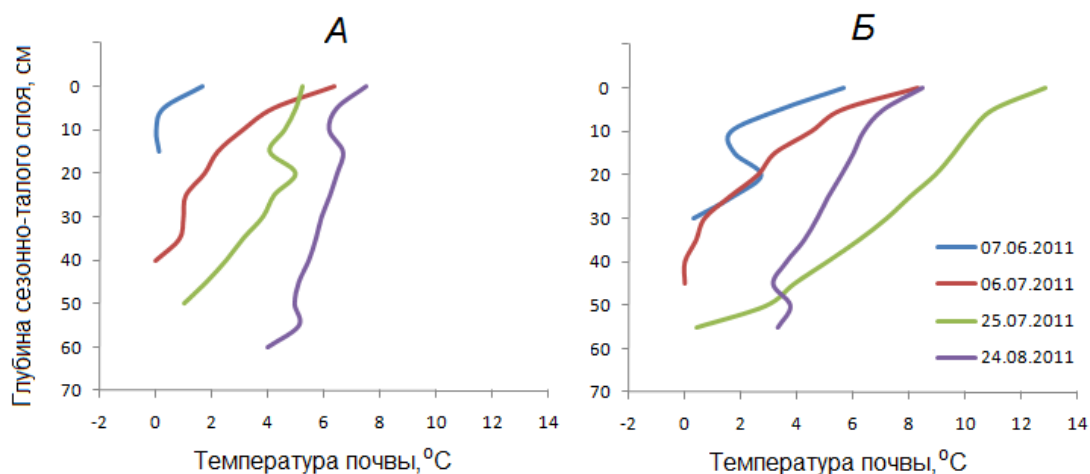 А
Б
Глубина сезонно-талого слоя, см
0
10
20
30
40
50
60
70
-2 0 2 4 6 8 10 12 14
Температура почвы,⁰С
0
10
20
30
40
50
60
70
-2 0 2 4 6 8 10 12 14
Температура почвы,⁰С
07.06.2011
06.07.2011
25.07.2011
24.08.2011